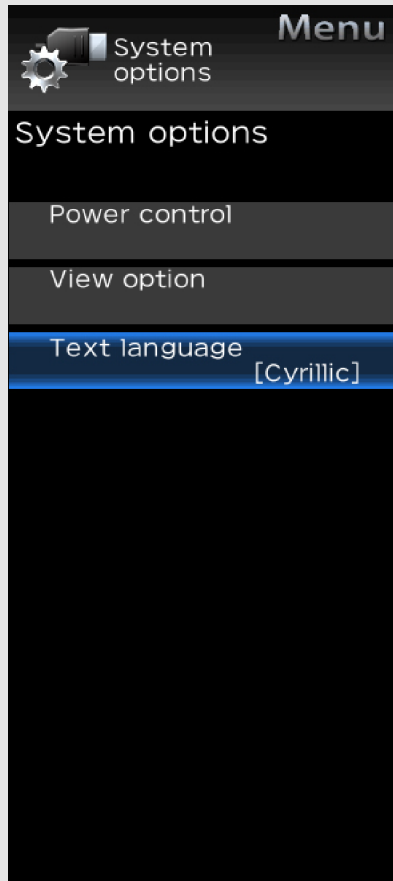 Menu
System
options
System options
Power control
View option
Text language
[Cyrillic]